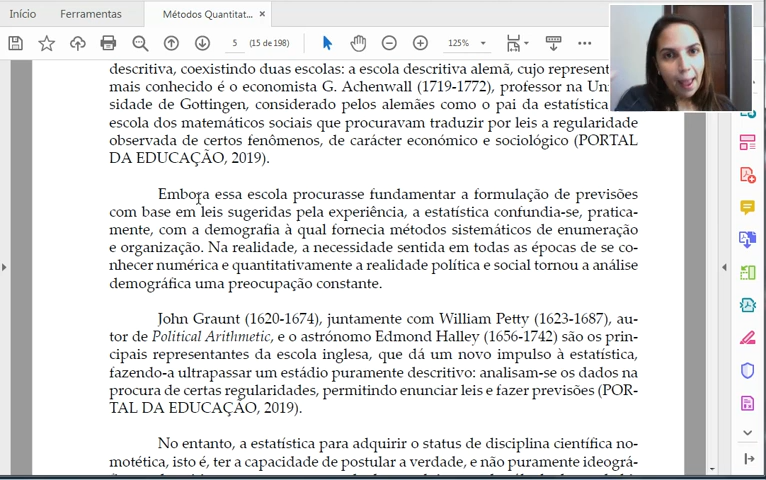 Início Ferramentas Métodos Quantitat... ×
5 (15 de 198) 125%
descritiva, coexistindo duas escolas: a escola descritiva alemã, cujo
mais conhecido é o economista G. Achenwall (1719-1772), professor na
sidade de Gottingen, considerado pelos alemães como o pai da estatística
escola dos matemáticos sociais que procuravam traduzir por leis a regularidade
observada de certos fenômenos, de carácter económico e sociológico (PORTAL
DA EDUCAÇÃO, 2019).
Embora essa escola procurasse fundamentar a formulação de previsões
com base em leis sugeridas pela experiência, a estatística confundia-se, pratica-
mente, com a demografia à qual fornecia métodos sistemáticos de enumeração
e organização. Na realidade, a necessidade sentida em todas as épocas de se co-
nhecer numérica e quantitativamente a realidade política e social tornou a análise
demográfica uma preocupação constante.
John Graunt (1620-1674), juntamente com William Petty (1623-1687), au-
tor de Political Arithmetic, e o astrónomo Edmond Halley (1656-1742) são os prin-
cipais representantes da escola inglesa, que dá um novo impulso à estatística,
fazendo-a ultrapassar um estádio puramente descritivo: analisam-se os dados na
procura de certas regularidades, permitindo enunciar leis e fazer previsões (POR-
TAL DA EDUCAÇÃO, 2019).
No entanto, a estatística para adquirir o status de disciplina científica no-
motética, isto é, ter a capacidade de postular a verdade, e não puramente ideográ-